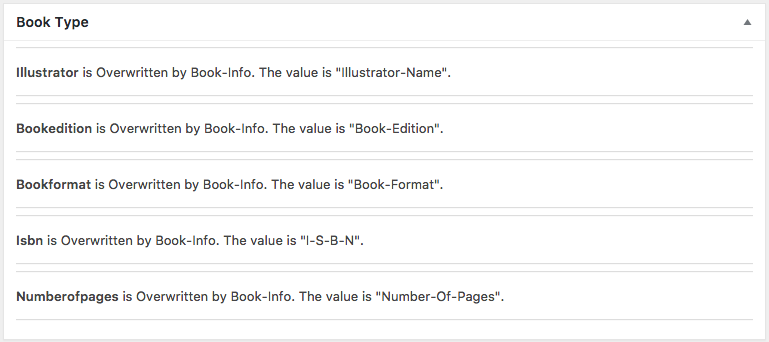 Book Type
Illustrator is Overwritten by Book-Info. The value is "Illustrator-Name".
Bookedition is Overwritten by Book-Info. The value is "Book-Edition".
Bookformat is Overwritten by Book-Info. The value is "Book-Format".
Isbn is Overwritten by Book-Info. The value is "I-S-B-N".
Numberofpages is Overwritten by Book-Info. The value is "Number-Of-Pages".